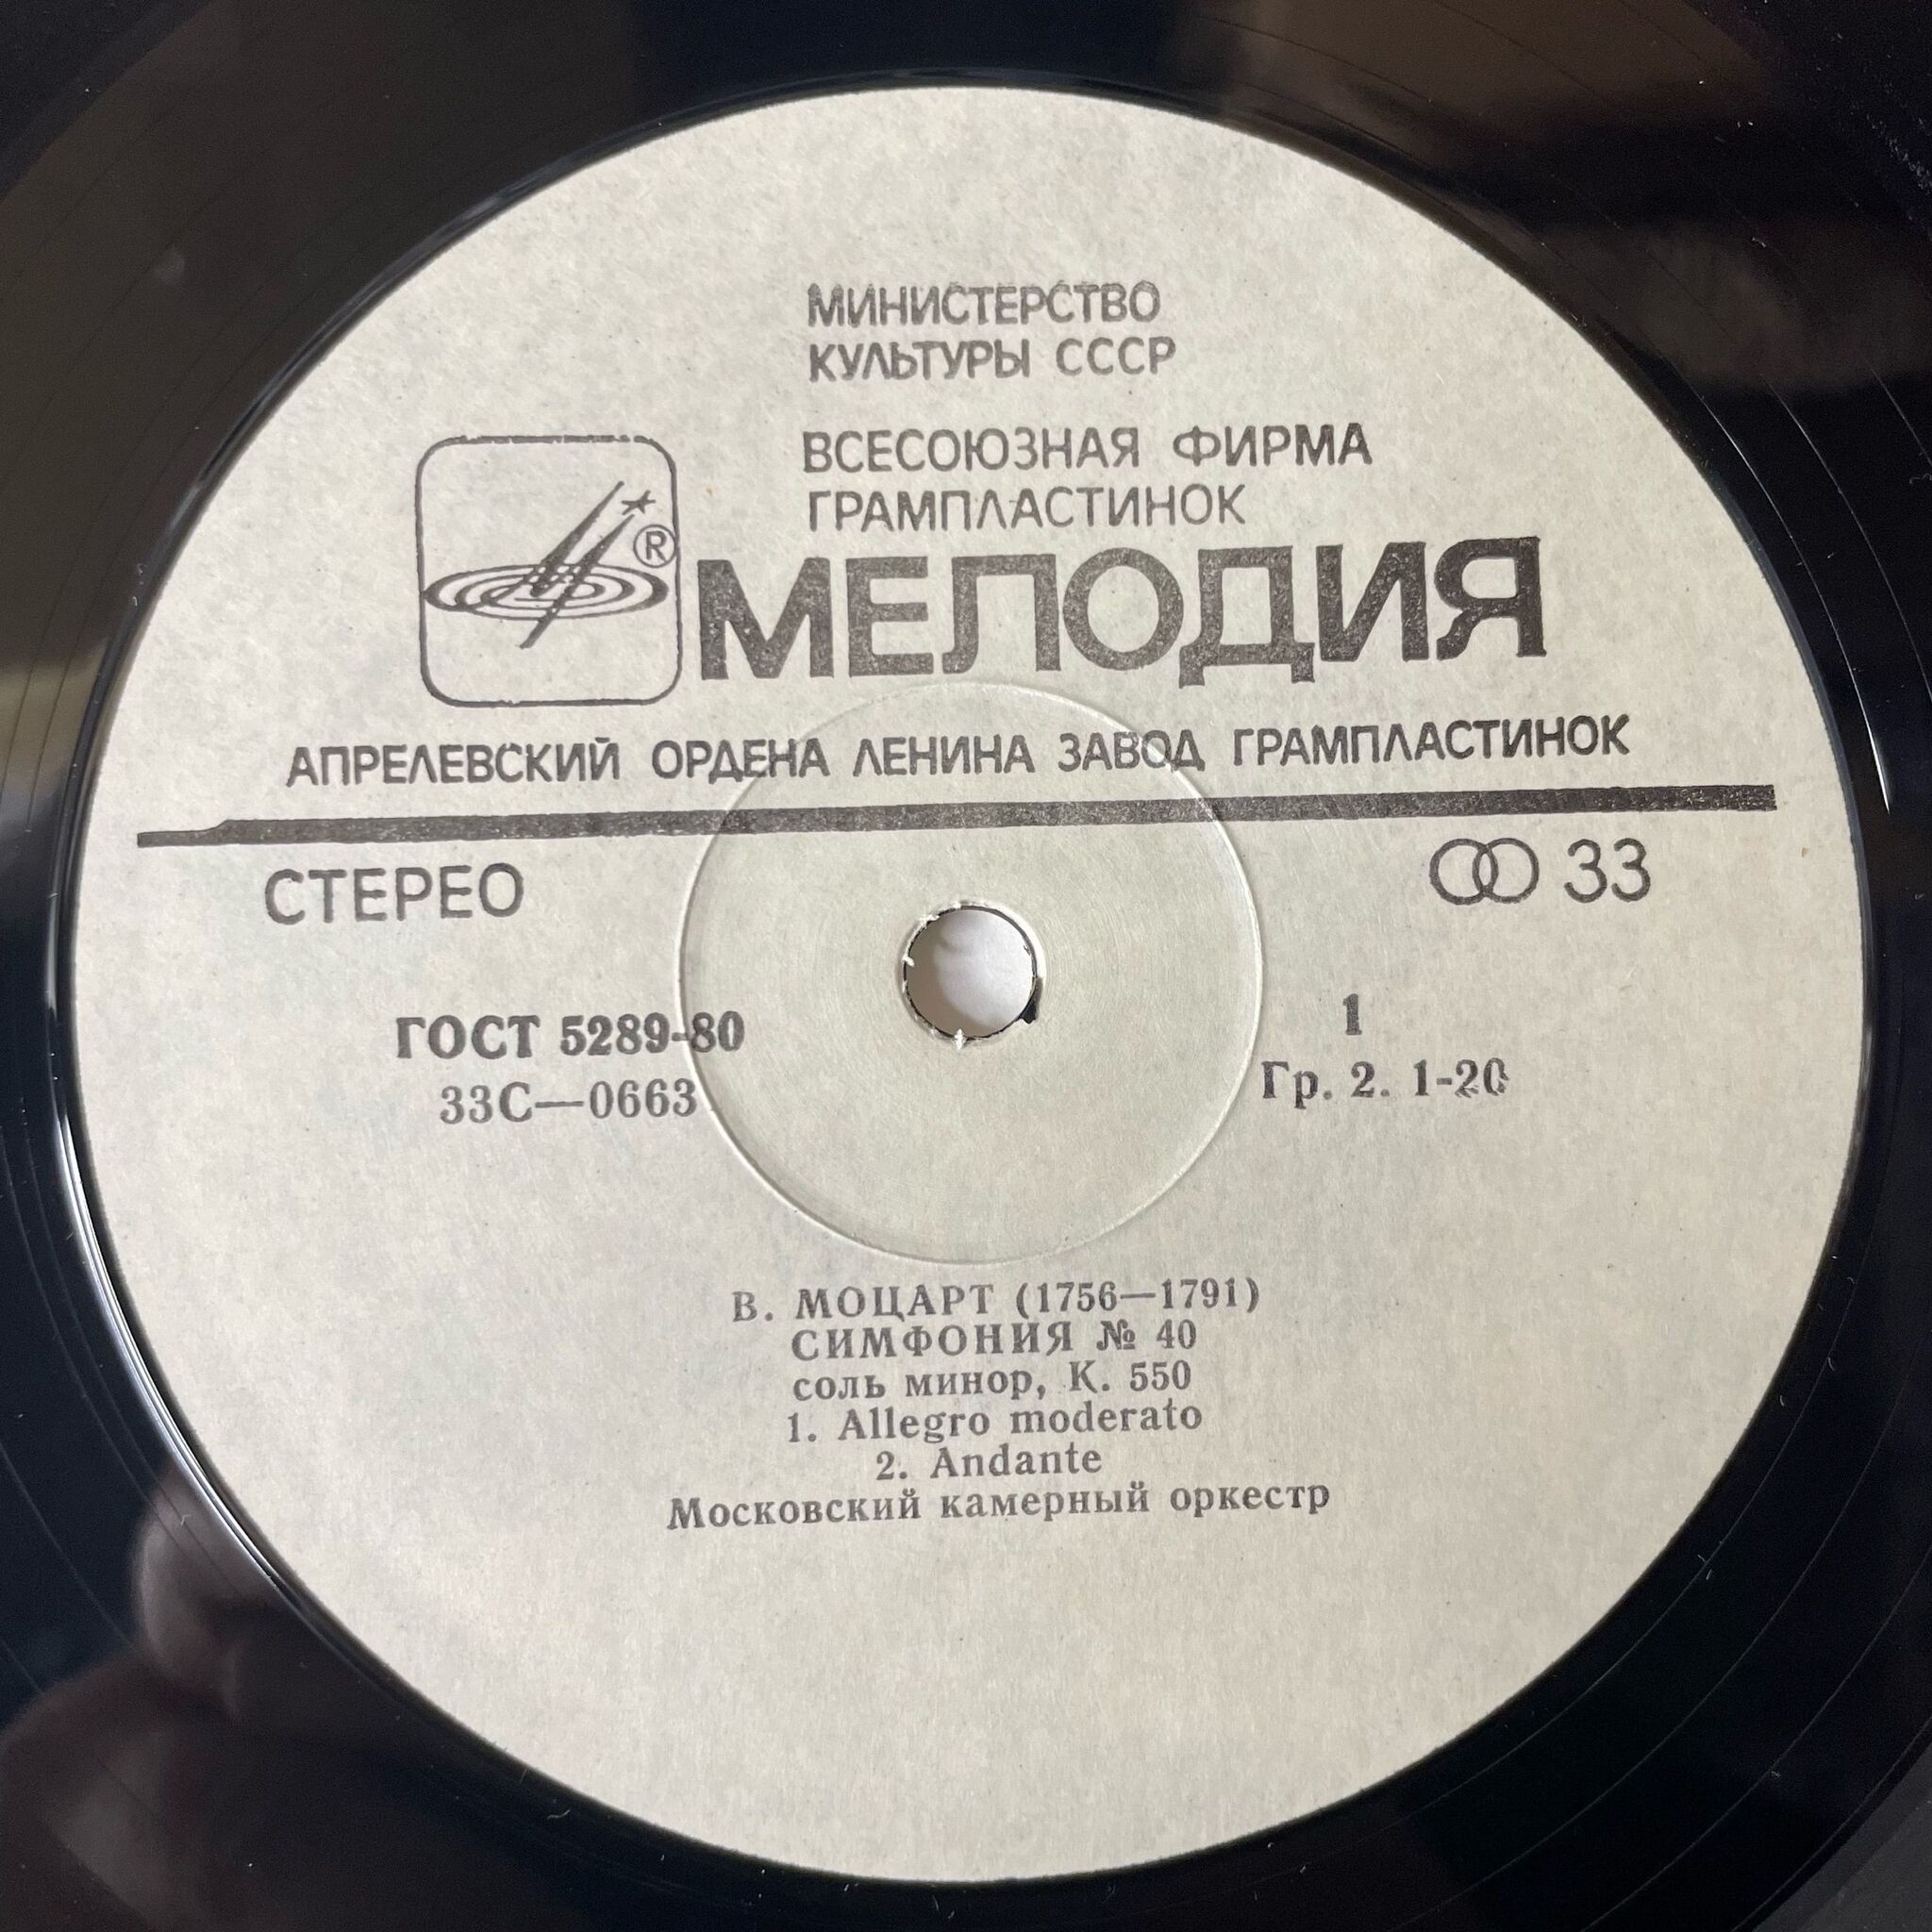 МИНИСТЕРСТВО
КУЛЬТУРЫ СССР
ВСЕСОЮЗНАЯ ФИРМА
ГРАМПЛАСТИНОК
®
МЕЛОДИЯ
АПРЕЛЕВСКИЙ ОРДЕНА ЛЕНИНА ЗАВОД ГРАМПЛАСТИНОК
СТЕРЕО
33
ГОСТ 5289-80
33С—0663
1
Гр. 2. 1-20
В. МОЦАРТ (1756—1791)
СИМФОНИЯ № 40
соль минор, К. 550
1. Allegro moderato
2. Andante
Московский камерный оркестр